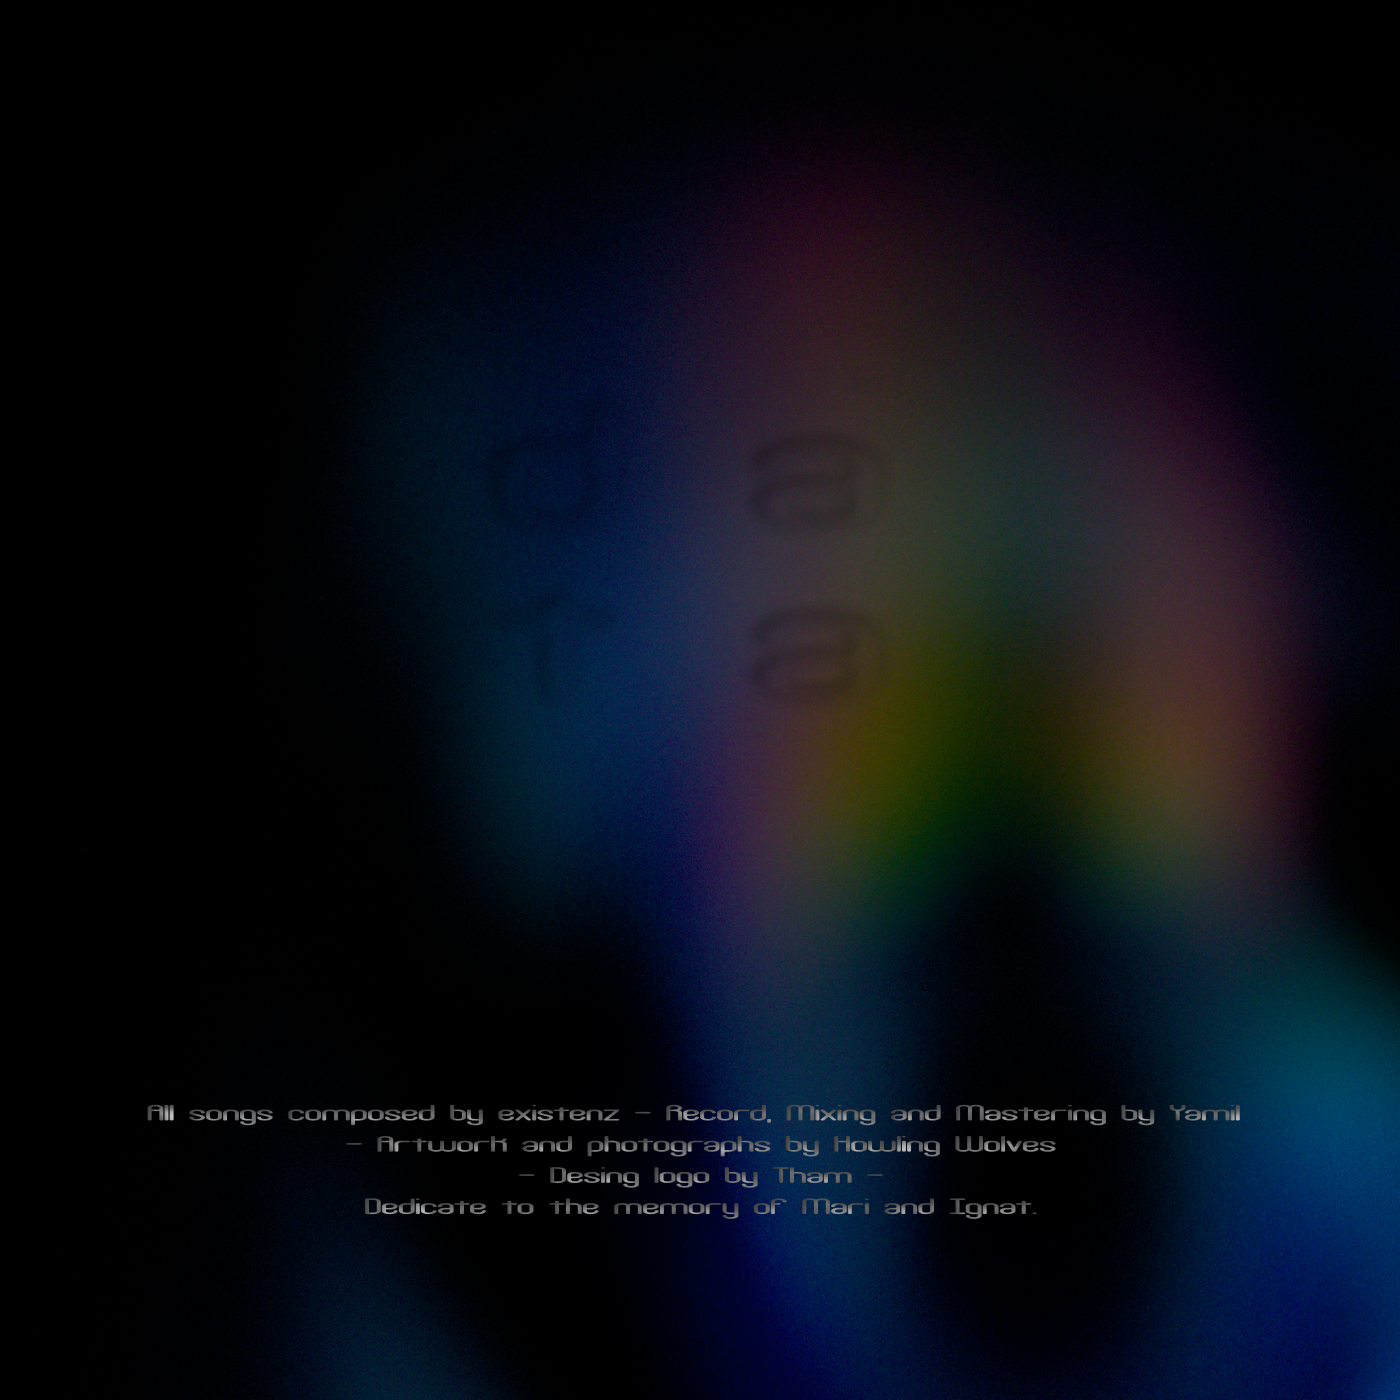 d a
T a
All songs composed by existenz - Record, Mixing and Mastering by Yamil
- Artwork and photographs by Howling Wolves
- Desing logo by Tham -
Dedicate to the memory of Mari and Ignat.